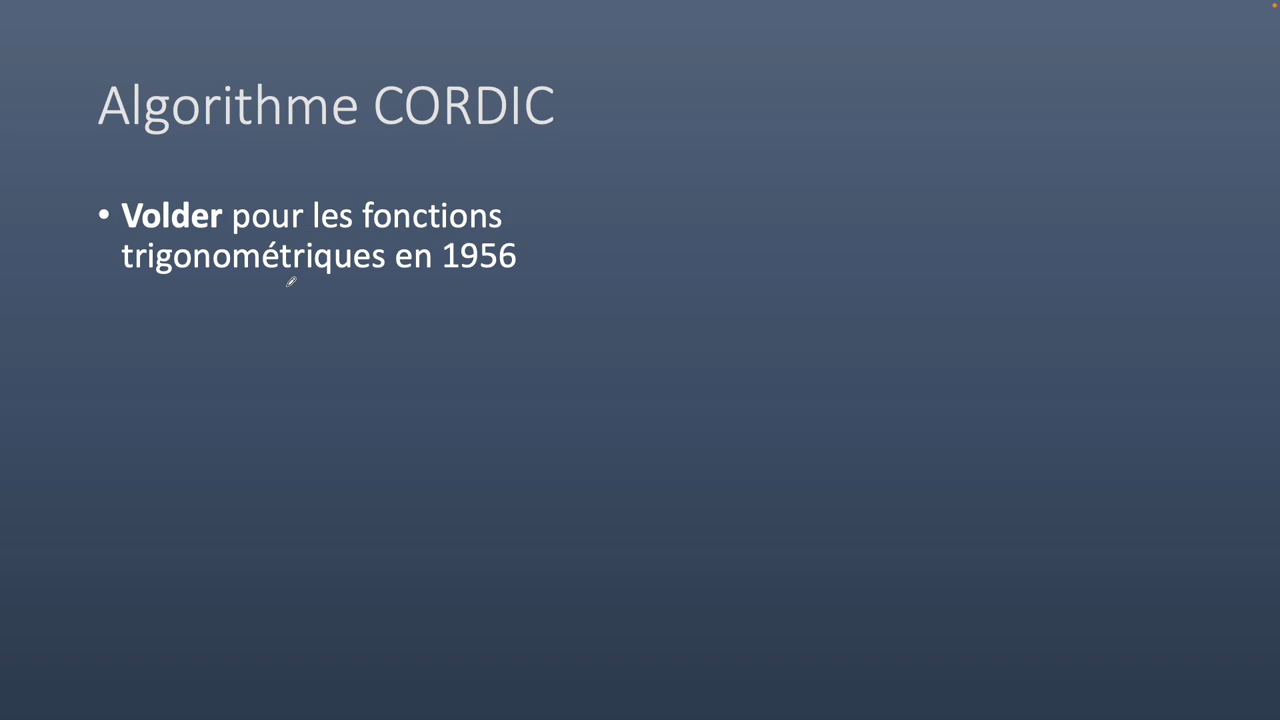 Algorithme CORDIC
• Volder pour les fonctions
trigonométriques en 1956